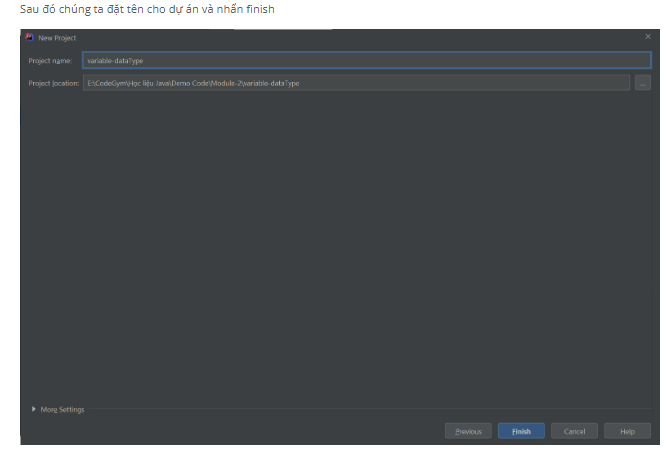 Sau đó chúng ta đặt tên cho dự án và nhấn finish
New Project
Project name: variable-dataType
Project location: E:\CodeGym\Học liệu Java\Demo Code\Module-2\variable-dataType ...
More Settings
Previous Finish Cancel Help